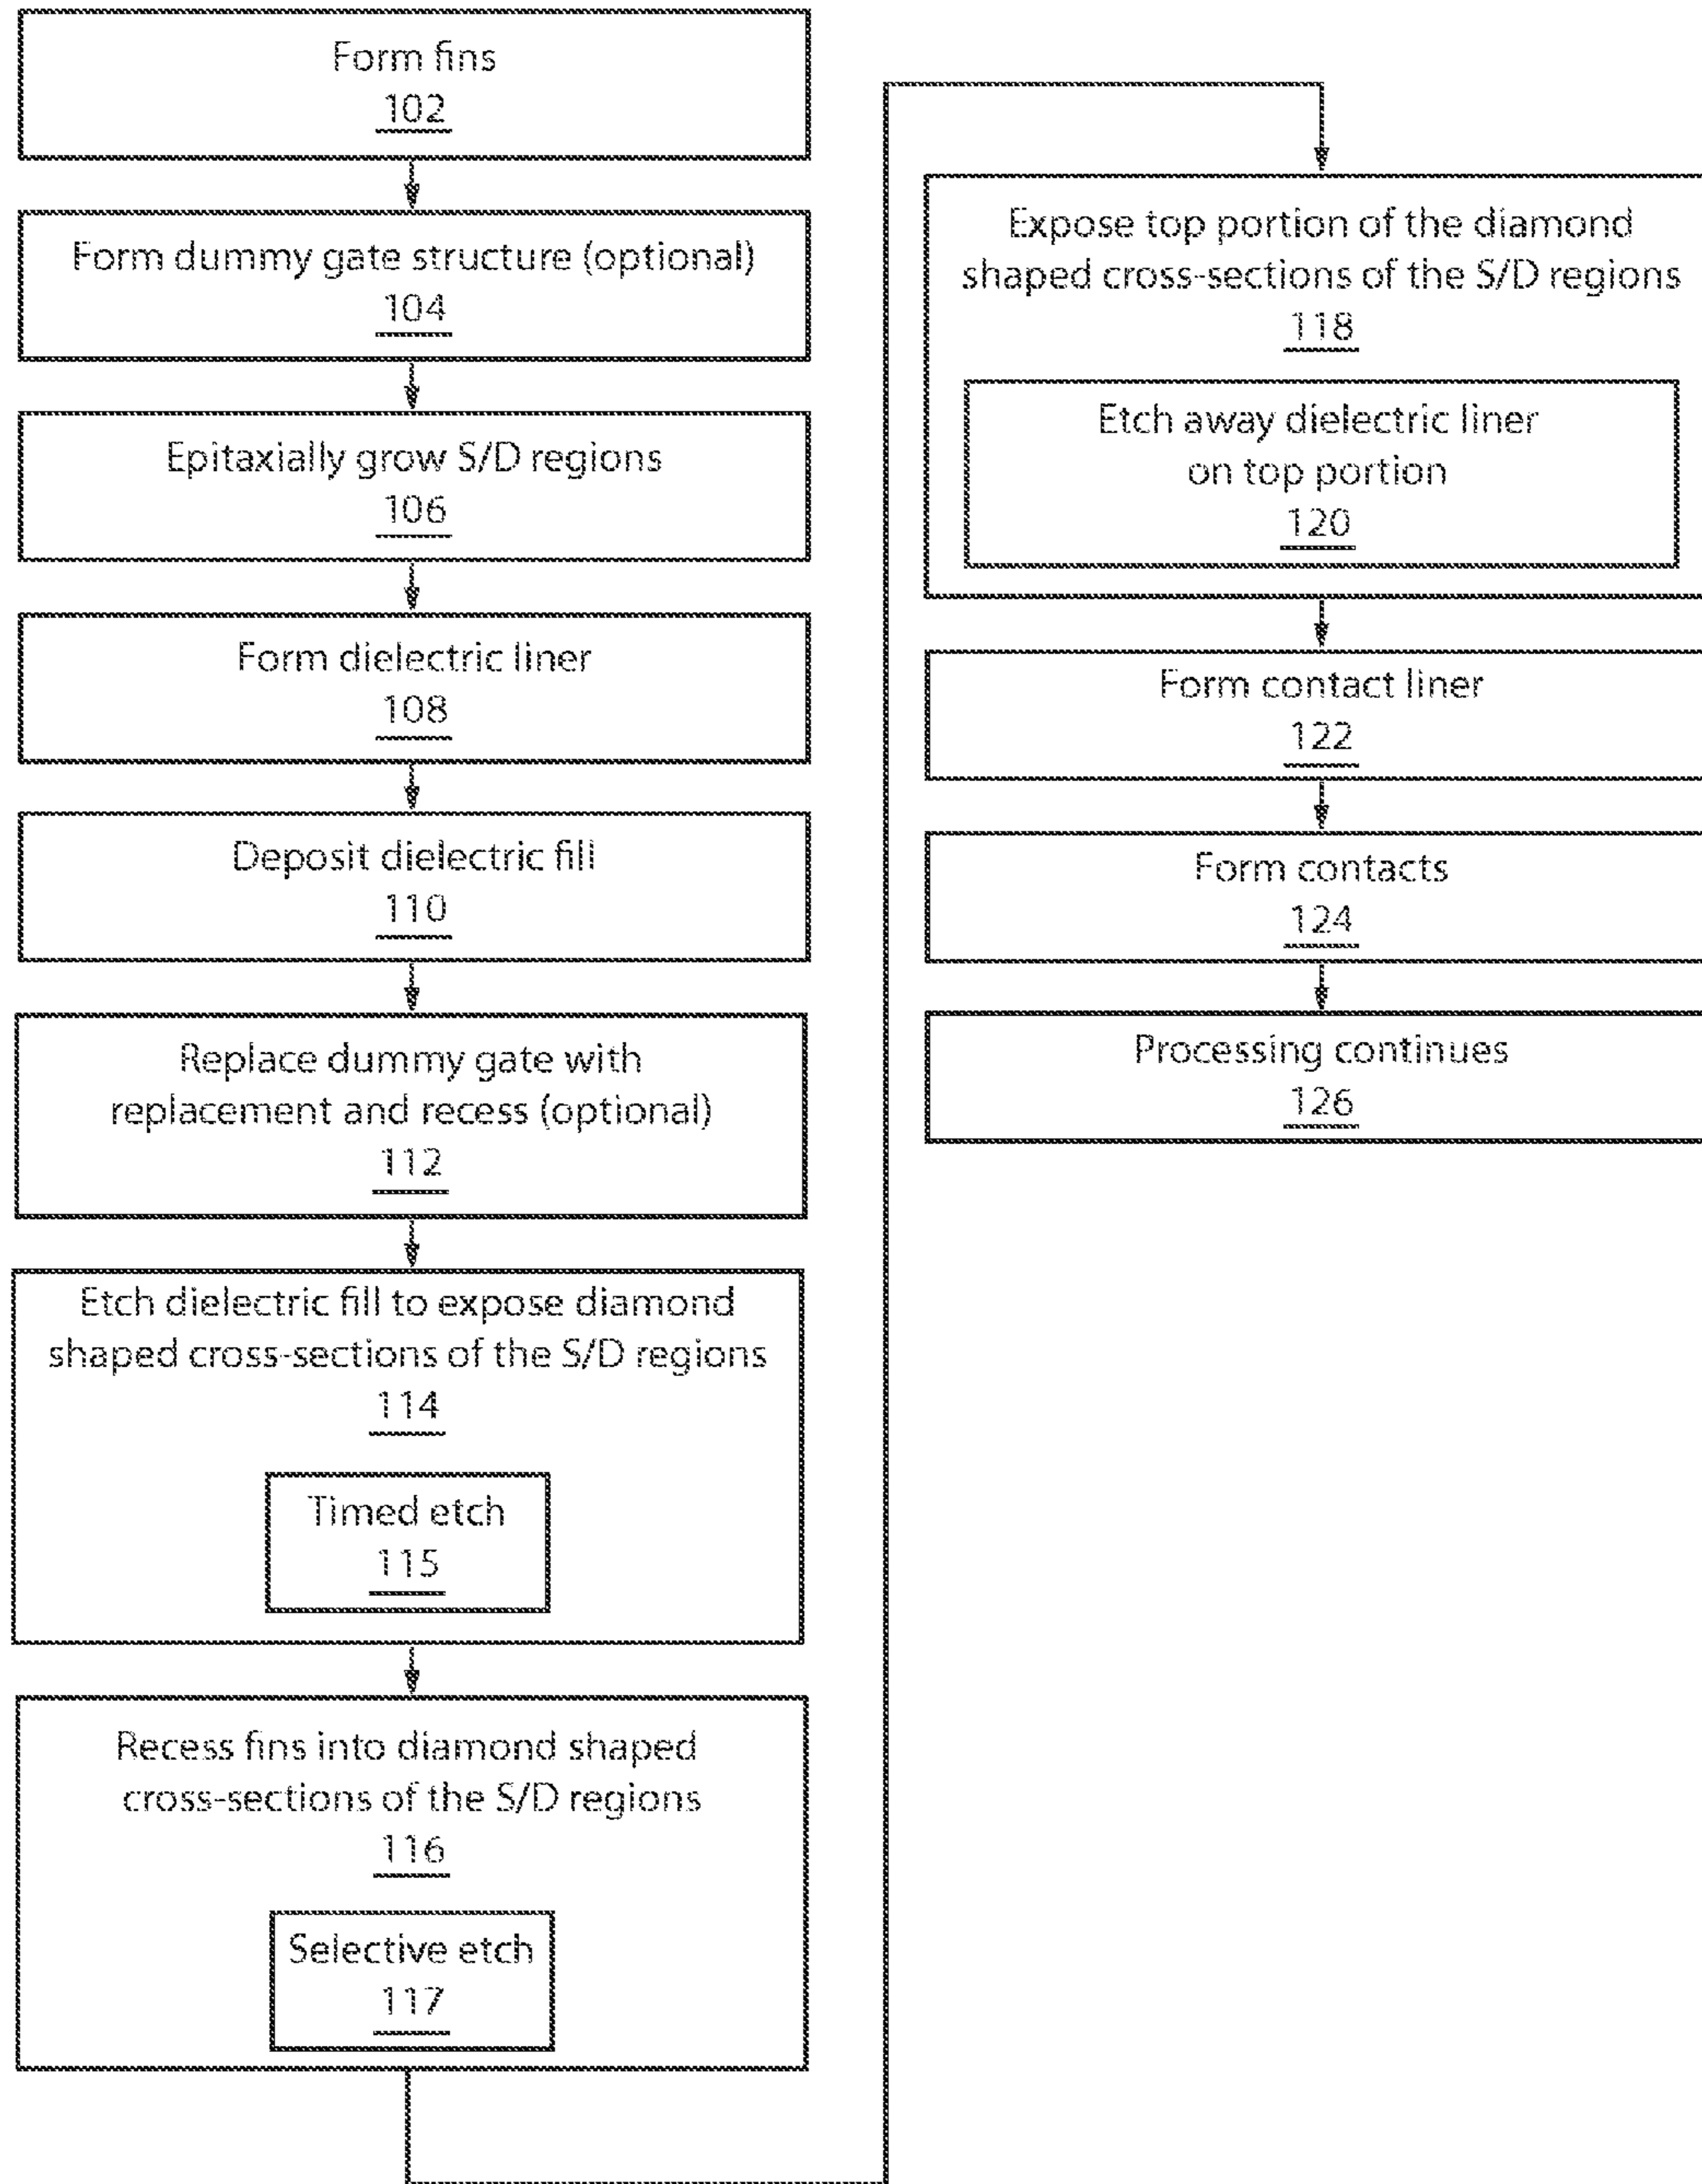 Form fins
102
Form dummy gate structure (optional)
104
Epitaxially grow S/D regions
106
Form dielectric liner
108
Deposit dielectric fill
110
Replace dummy gate with
replacement and recess (optional)
112
Etch dielectric fill to expose diamond
shaped cross-sections of the S/D regions
114
Timed etch
115
Recess fins into diamond shaped
cross-sections of the S/D regions
116
Selective etch
117
Expose top portion of the diamond
shaped cross-sections of the S/D regions
118
Etch away dielectric liner
on top portion
120
Form contact liner
122
Form contacts
124
Processing continues
126